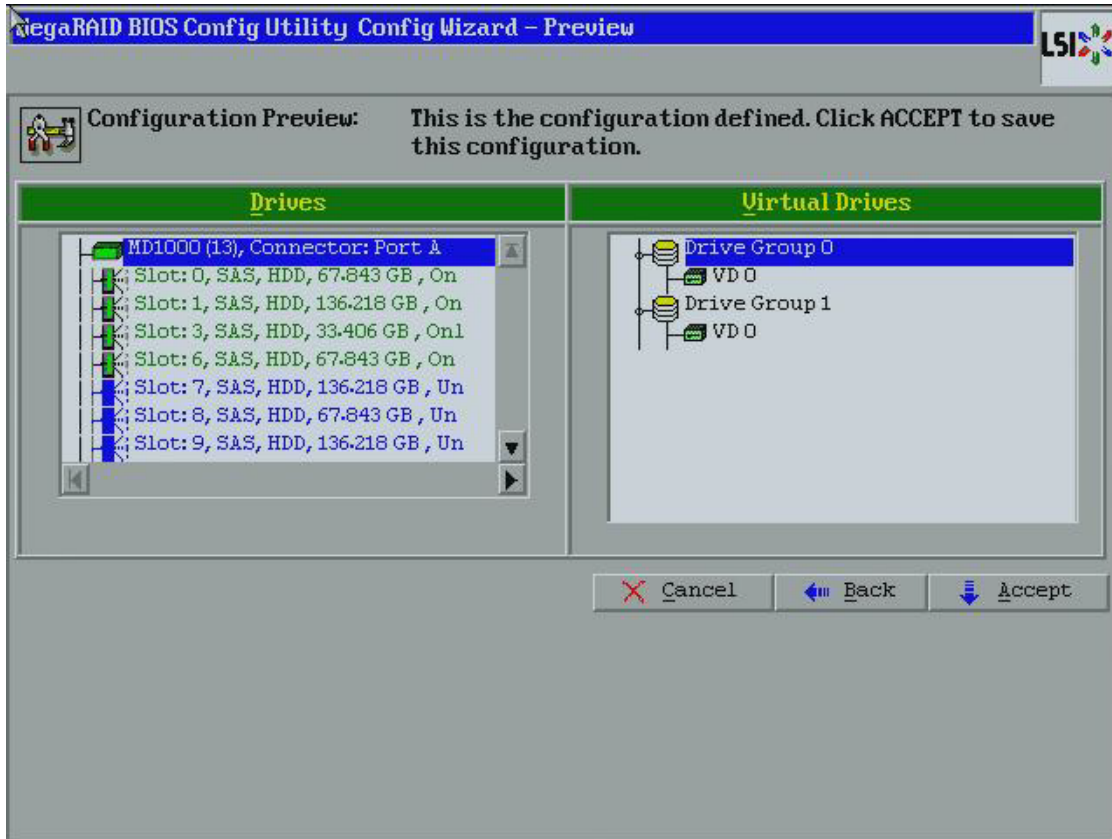 MegaRAID BIOS Config Utility Config Wizard – Preview
LSI
Configuration Preview: This is the configuration defined. Click ACCEPT to save
this configuration.
Drives
MD1000 (13), Connector: Port A
Slot: 0, SAS, HDD, 67.843 GB , On
Slot: 1, SAS, HDD, 136.218 GB , On
Slot: 3, SAS, HDD, 33.406 GB , Onl
Slot: 6, SAS, HDD, 67.843 GB , On
Slot: 7, SAS, HDD, 136.218 GB , Un
Slot: 8, SAS, HDD, 67.843 GB , Un
Slot: 9, SAS, HDD, 136.218 GB , Un
Virtual Drives
Drive Group 0
VD 0
Drive Group 1
VD 0
Cancel
Back
Accept